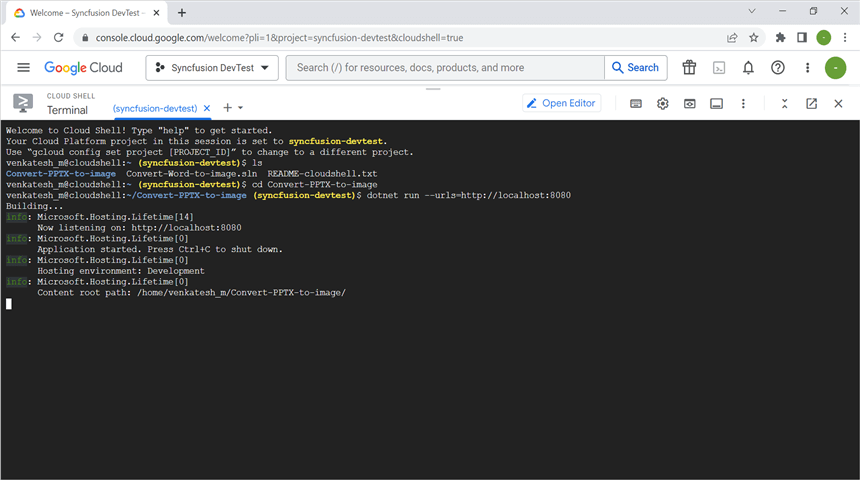 Welcome – Syncfusion DevTest –
console.cloud.google.com/welcome?pli=1&project=syncfusion-devtest&cloudshell=true
Google Cloud
Syncfusion DevTest
Search (/) for resources, docs, products, and more
Search
CLOUD SHELL
Terminal
(syncfusion-devtest)
Open Editor
Welcome to Cloud Shell! Type "help" to get started.
Your Cloud Platform project in this session is set to syncfusion-devtest.
Use “gcloud config set project [PROJECT_ID]” to change to a different project.
venkatesh_m@cloudshell:~ (syncfusion-devtest)$ ls
Convert-PPTX-to-image Convert-Word-to-image.sln README-cloudshell.txt
venkatesh_m@cloudshell:~ (syncfusion-devtest)$ cd Convert-PPTX-to-image
venkatesh_m@cloudshell:~/Convert-PPTX-to-image (syncfusion-devtest)$ dotnet run --urls=http://localhost:8080
Building...
info: Microsoft.Hosting.Lifetime[14]
Now listening on: http://localhost:8080
info: Microsoft.Hosting.Lifetime[0]
Application started. Press Ctrl+C to shut down.
info: Microsoft.Hosting.Lifetime[0]
Hosting environment: Development
info: Microsoft.Hosting.Lifetime[0]
Content root path: /home/venkatesh_m/Convert-PPTX-to-image/